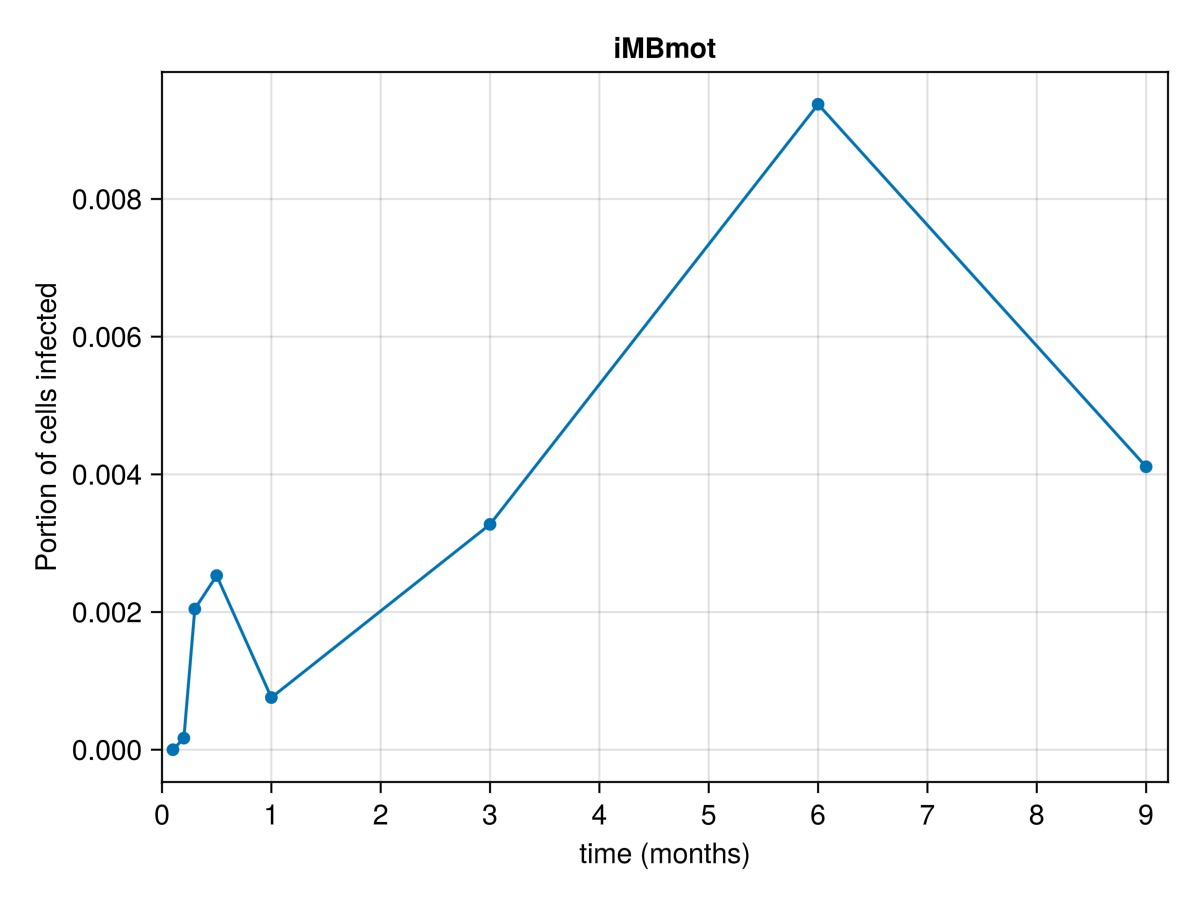 iMBmot
Portion of cells infected
0.008
0.006
0.004
0.002
0.000
0 1 2 3 4 5 6 7 8 9
time (months)